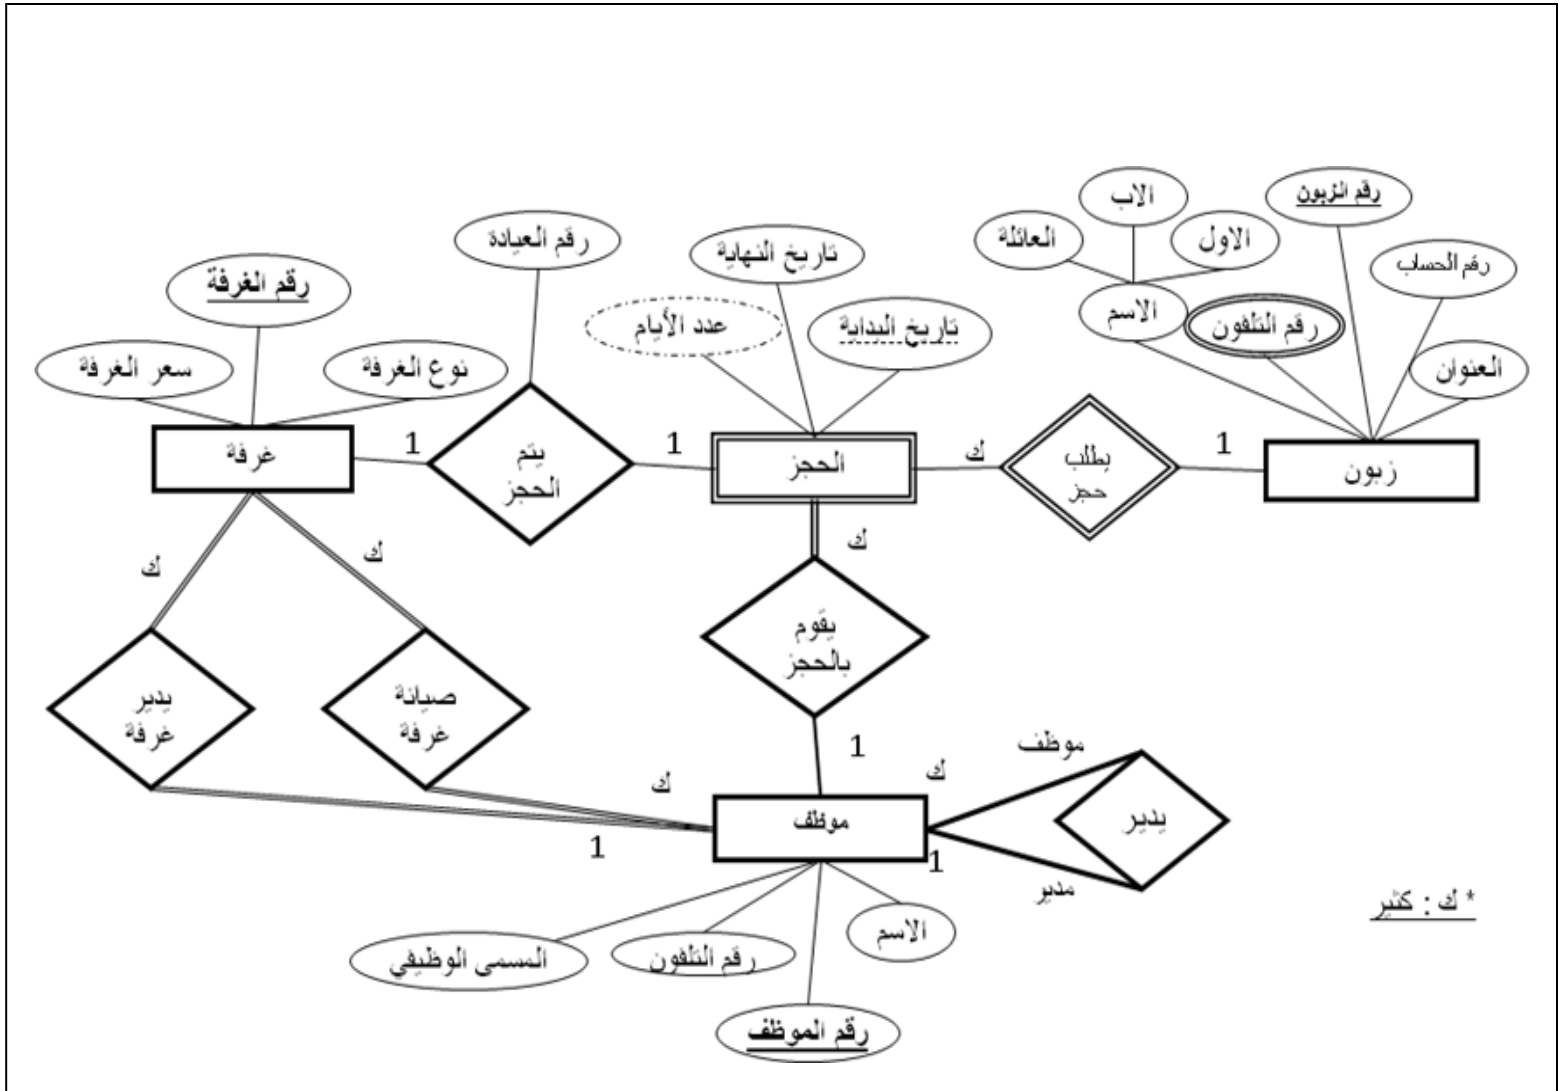 الاب
رقم الزبون
العائلة
الاول
رقم العيادة
تاريخ النهاية
رقم الحساب
رقم الغرفة
الاسم
رقم التلفون
عدد الأيام
تاريخ البداية
العنوان
سعر الغرفة
نوع الغرفة
غرفة
1
يتم
الحجز
1
الحجز
ك
يطلب
حجز
1
زبون
ك
ك
ك
يقوم
بالحجز
يدير
غرفة
صيانة
غرفة
1
ك
ك
موظف
موظف
يدير
1
1
مدير
* ك : كثير
الاسم
رقم التلفون
المسمى الوظيفي
رقم الموظف